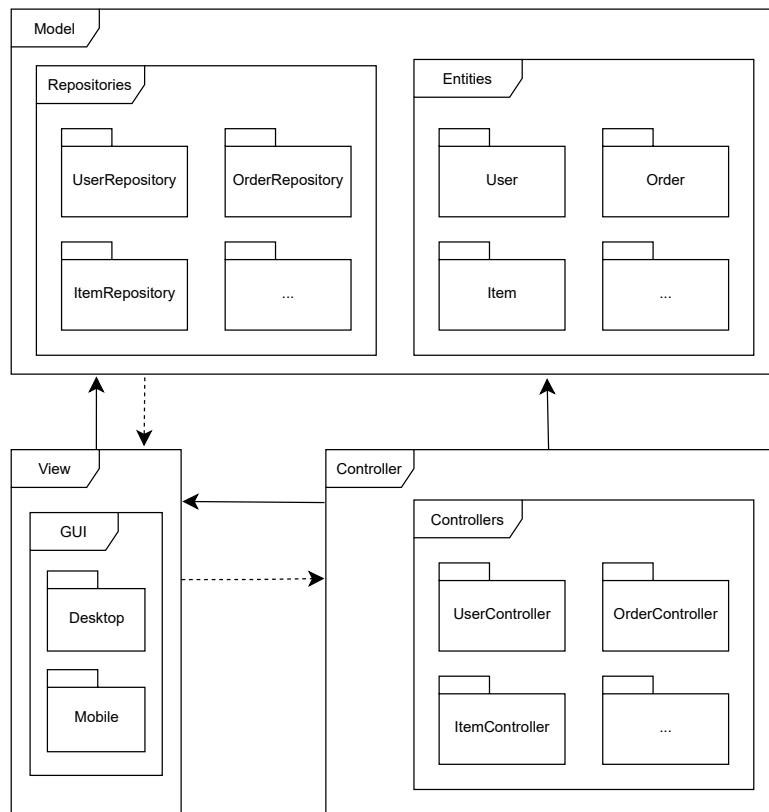 Model
Repositories
UserRepository
OrderRepository
ItemRepository
...
Entities
User
Order
Item
...
View
GUI
Desktop
Mobile
Controller
Controllers
UserController
OrderController
ItemController
...